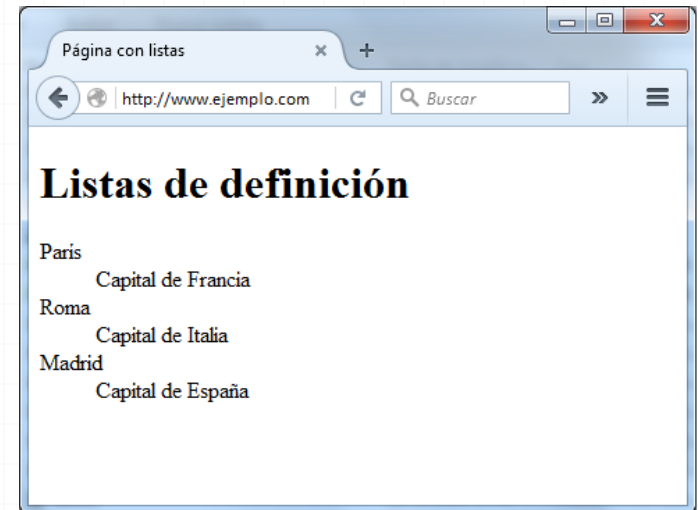 Página con listas
http://www.ejemplo.com
Buscar
Listas de definición
París
Capital de Francia
Roma
Capital de Italia
Madrid
Capital de España